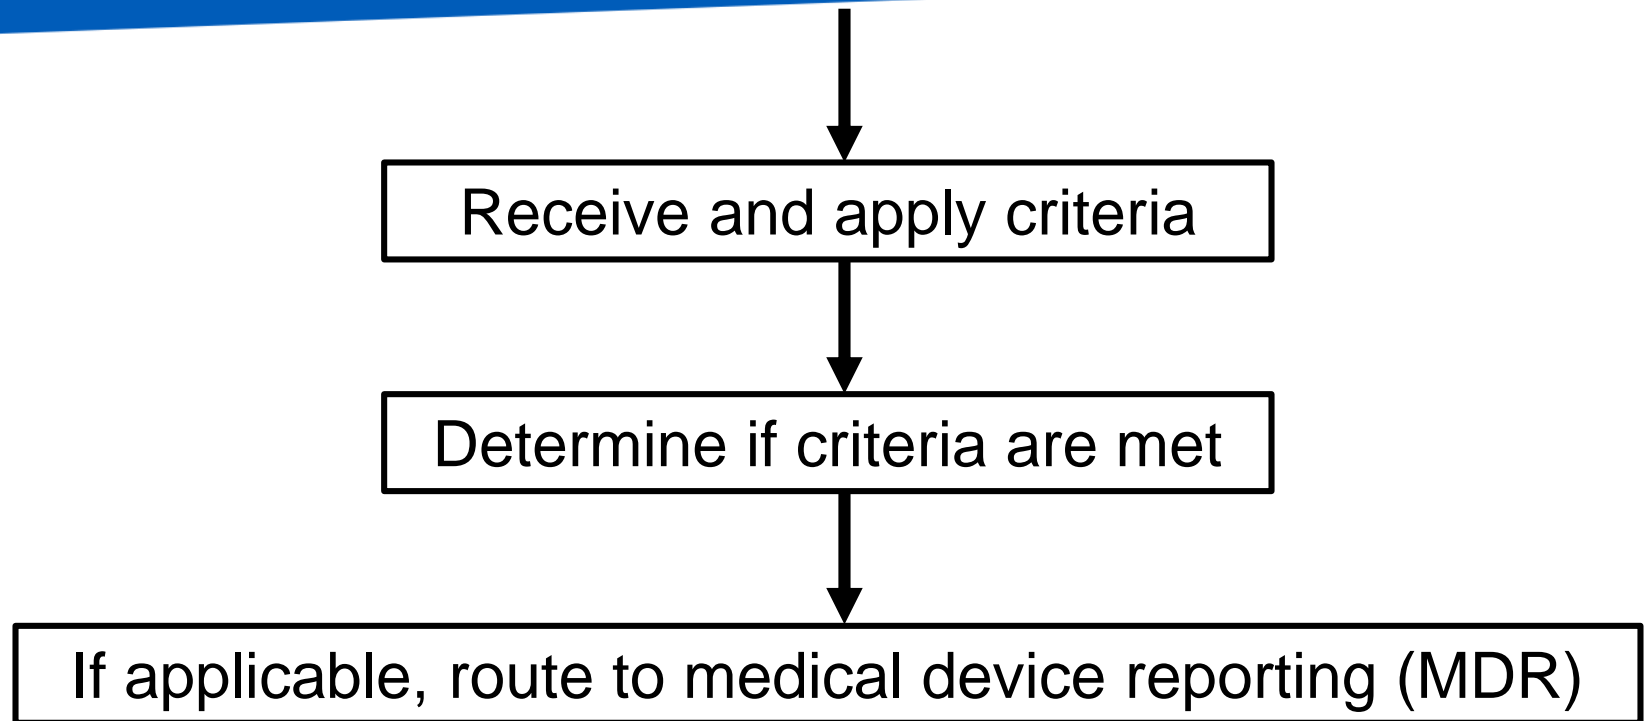 Receive and apply criteria
Determine if criteria are met
If applicable, route to medical device reporting (MDR)